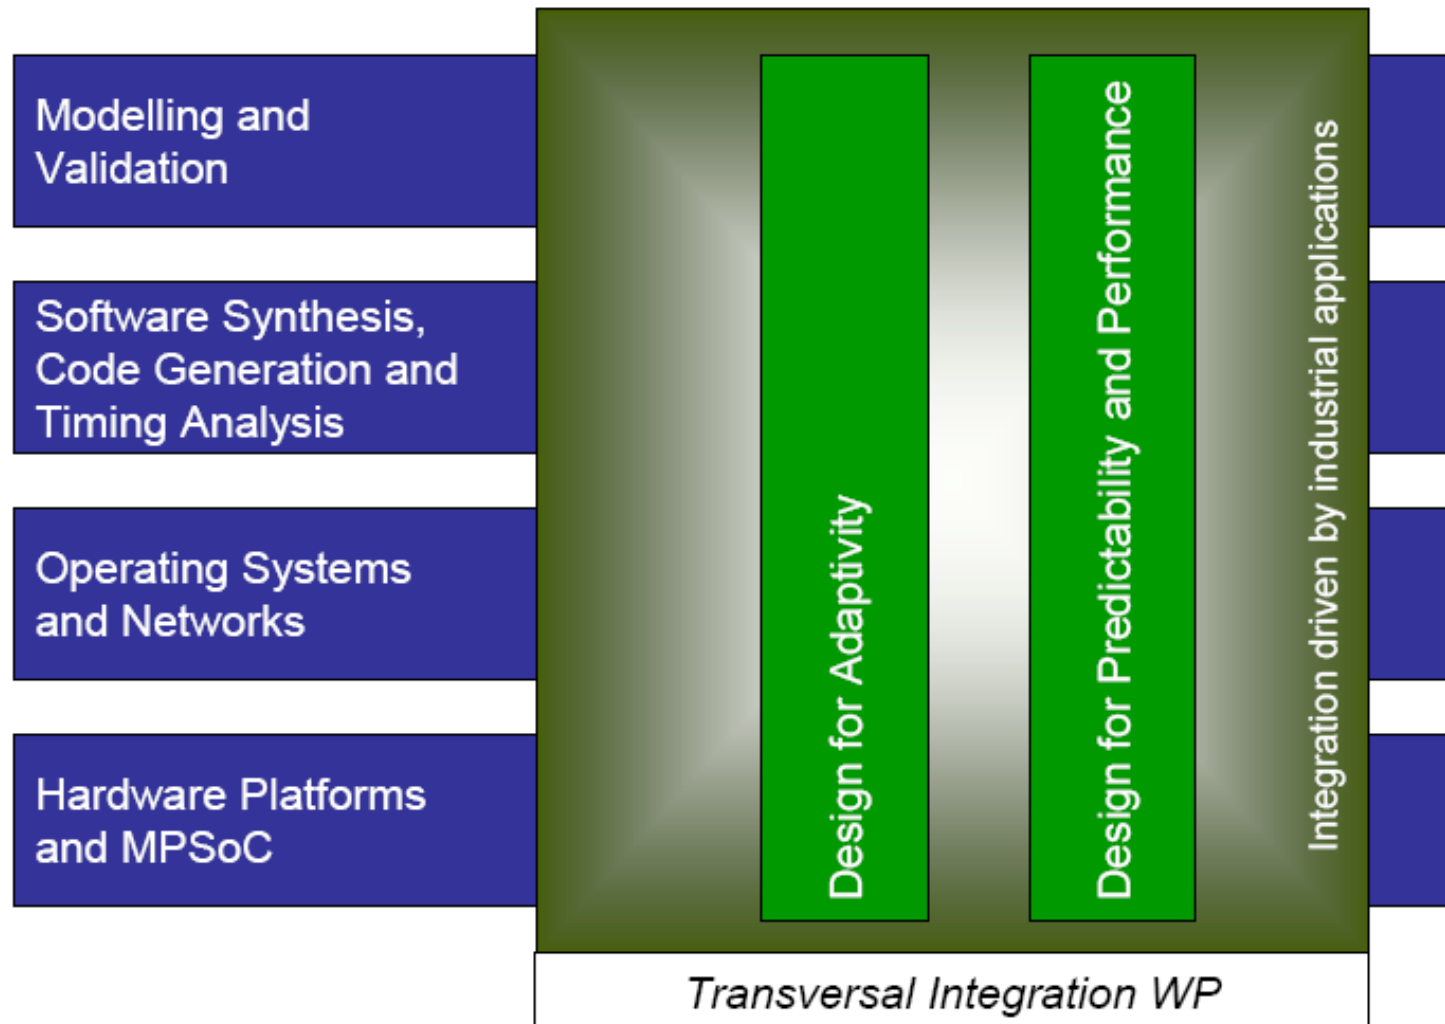 Modelling and
Validation
Software Synthesis,
Code Generation and
Timing Analysis
Operating Systems
and Networks
Hardware Platforms
and MPSoC
Design for Adaptivity
Design for Predictability and Performance
Integration driven by industrial applications
Transversal Integration WP